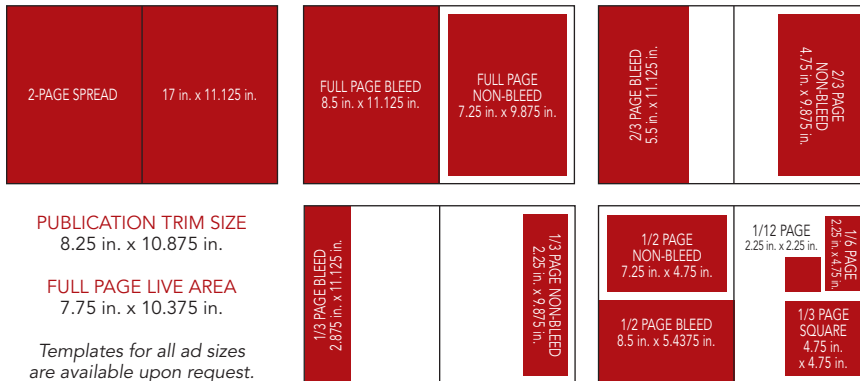 2-PAGE SPREAD
17 in. x 11.125 in.
FULL PAGE BLEED
8.5 in. x 11.125 in.
FULL PAGE
NON-BLEED
7.25 in. x 9.875 in.
2/3 PAGE BLEED
5.5 in. x 11.125 in.
2/3 PAGE
NON-BLEED
4.75 in. x 9.875 in.
PUBLICATION TRIM SIZE
8.25 in. x 10.875 in.
FULL PAGE LIVE AREA
7.75 in. x 10.375 in.
Templates for all ad sizes
are available upon request.
1/3 PAGE BLEED
2.875 in. x 11.125 in.
1/3 PAGE NON-BLEED
2.25 in. x 9.875 in.
1/2 PAGE
NON-BLEED
7.25 in. x 4.75 in.
1/2 PAGE BLEED
8.5 in. x 5.4375 in.
1/12 PAGE
2.25 in. x 2.25 in.
1/6 PAGE
2.25 in. x 4.75 in.
1/3 PAGE
SQUARE
4.75 in.
x 4.75 in.